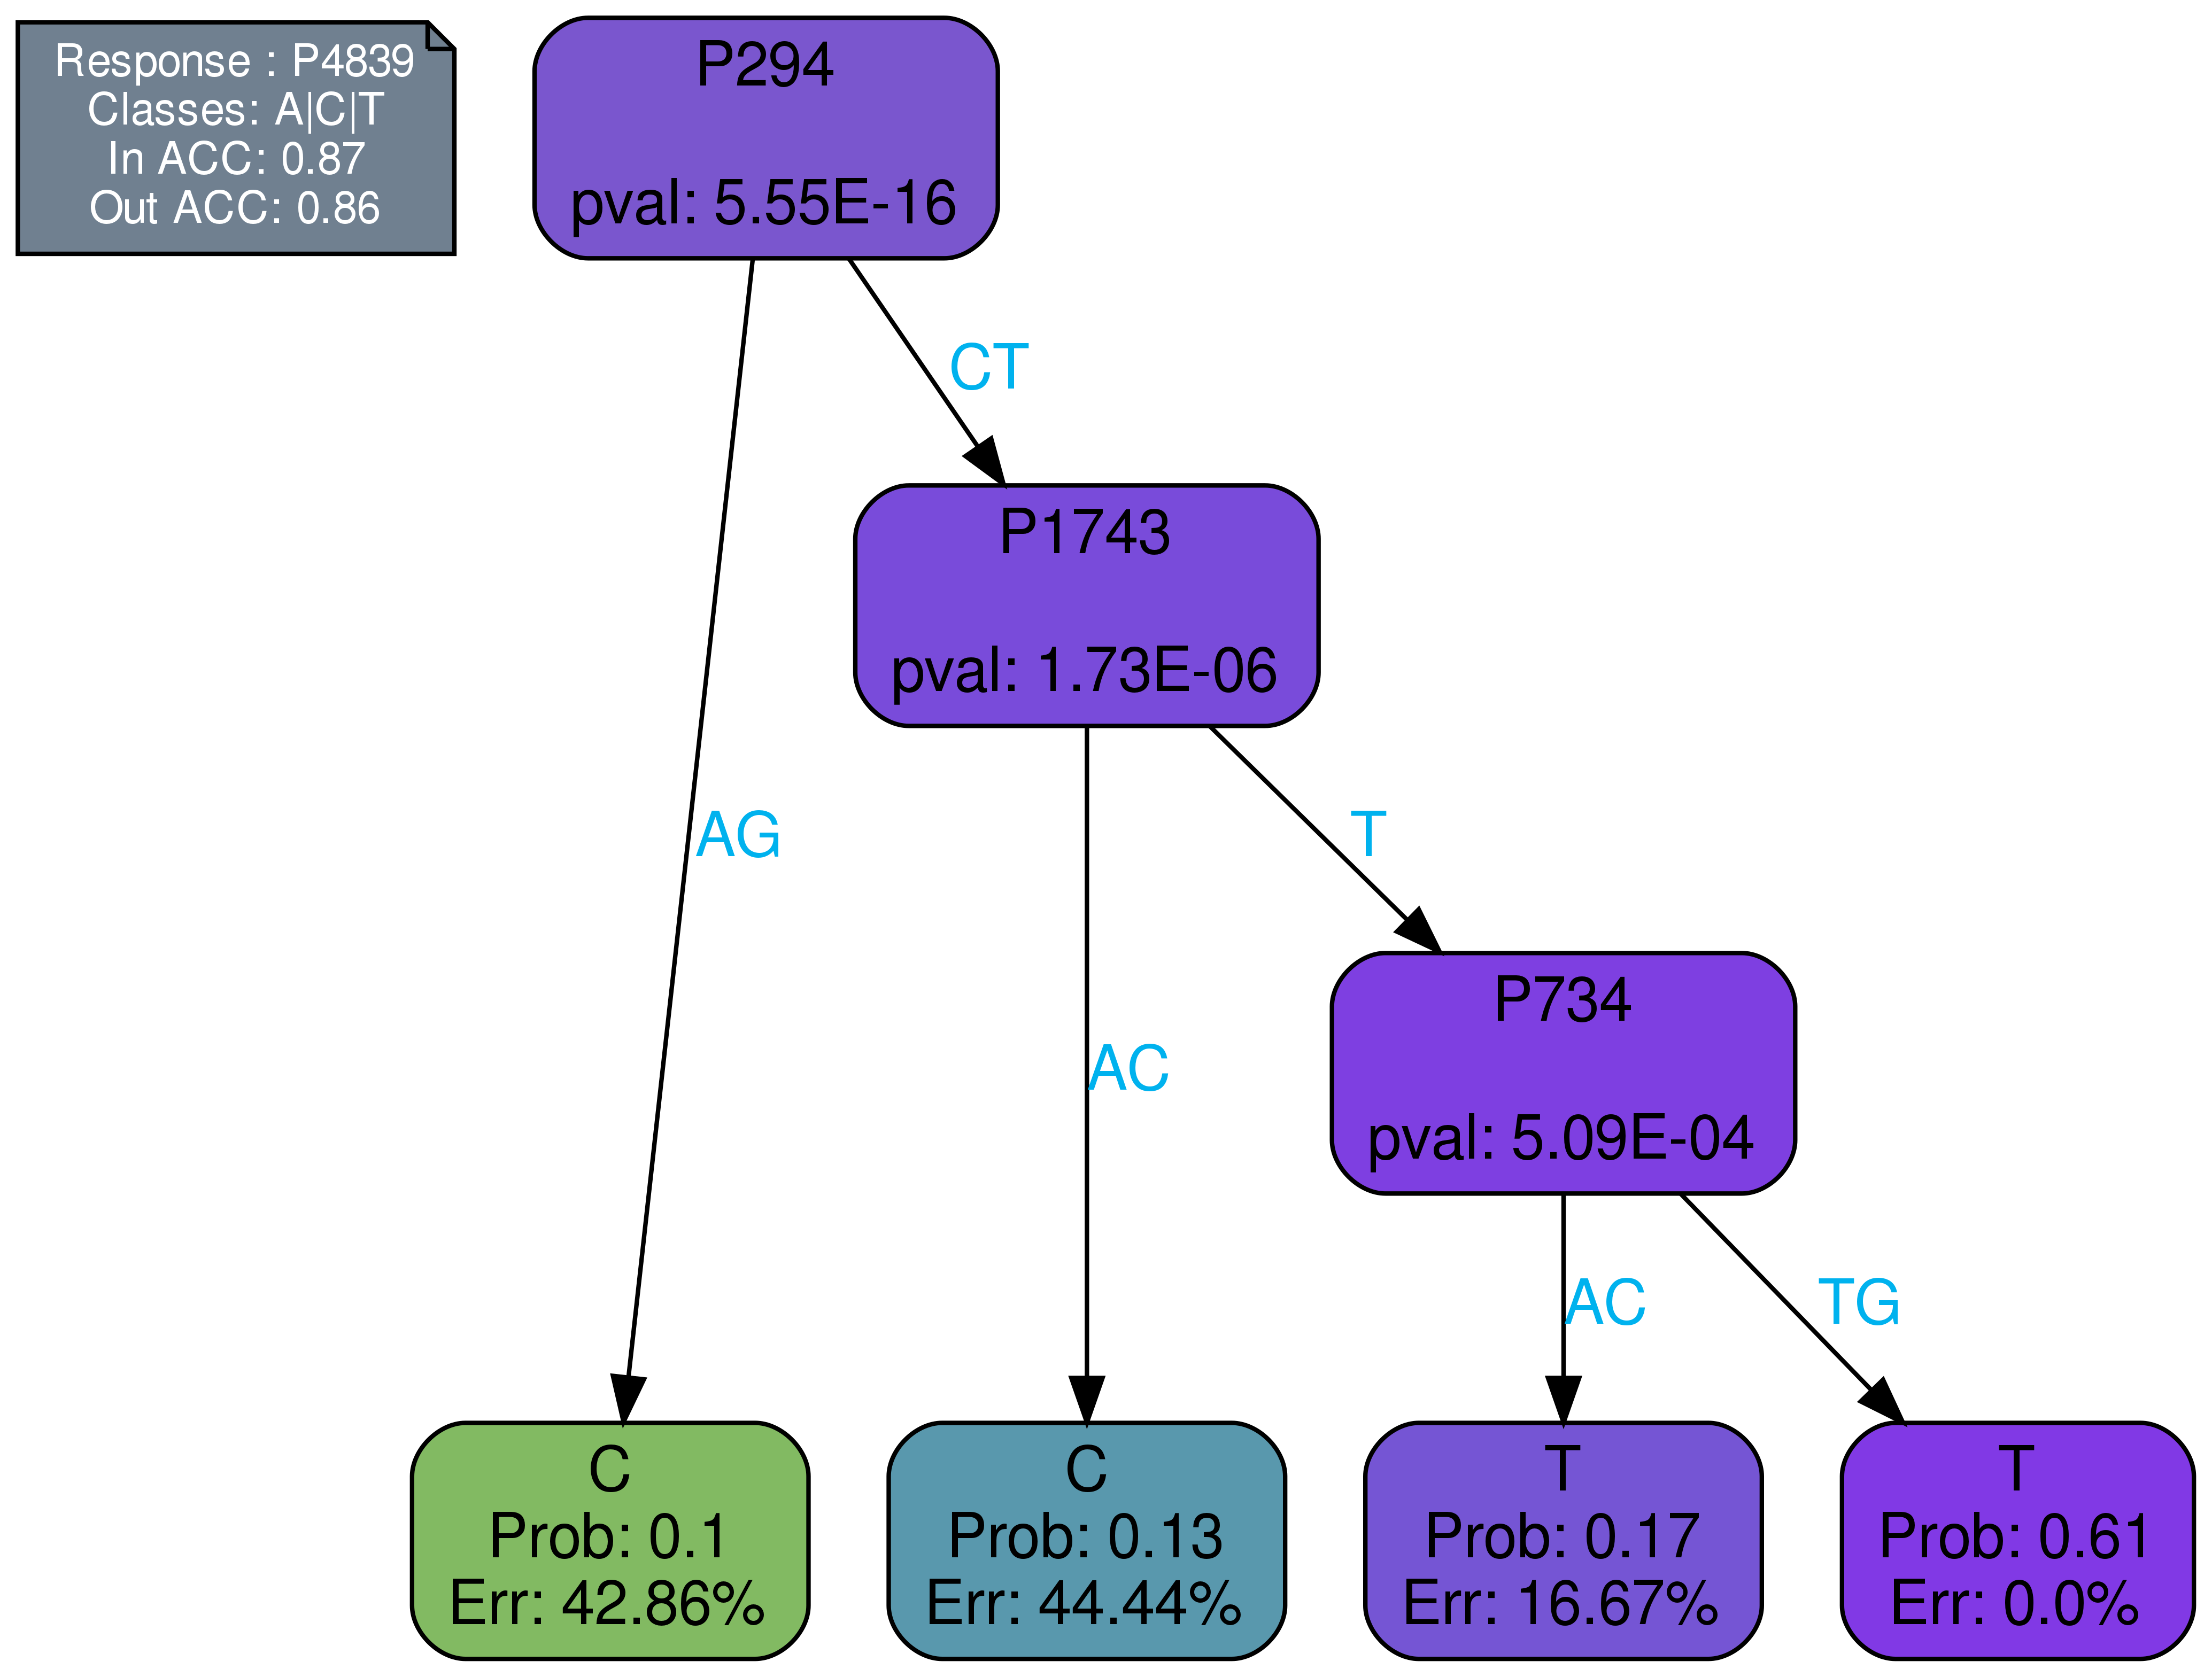 Response : P4839
Classes: A|C|T
In ACC: 0.87
Out ACC: 0.86
P294
pval: 5.55E-16
CT
P1743
pval: 1.73E-06
AG
T
P734
pval: 5.09E-04
AC
AC
TG
C
Prob: 0.1
Err: 42.86%
C
Prob: 0.13
Err: 44.44%
T
Prob: 0.17
Err: 16.67%
T
Prob: 0.61
Err: 0.0%